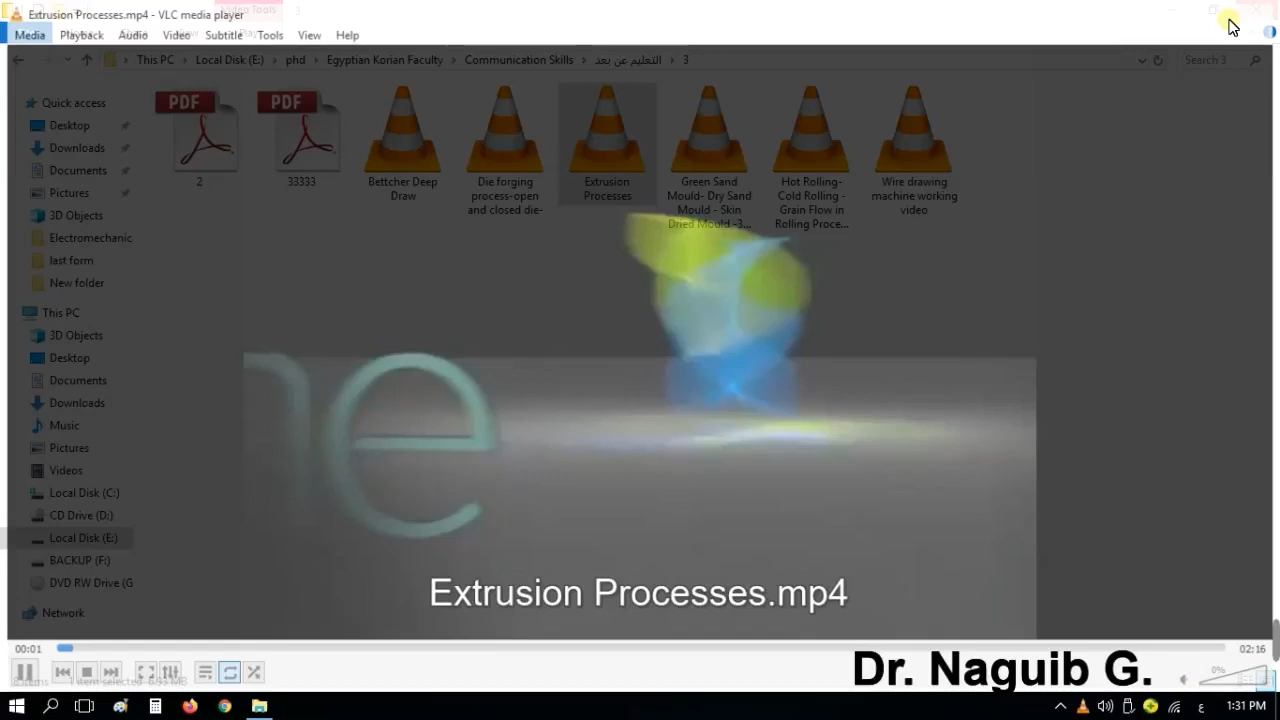 Extrusion Processes.mp4 - VLC media player
Media Playback Audio Video Subtitle Tools View Help
This PC Local Disk (E:) phd Egyptian Korian Faculty Communication Skills التعليم عن بعد 3
Search 3
Quick access
Desktop
Downloads
Documents
Pictures
3D Objects
Electromechanic
last form
New folder
This PC
3D Objects
Desktop
Documents
Downloads
Music
Pictures
Videos
Local Disk (C:)
CD Drive (D:)
Local Disk (E:)
BACKUP (F:)
DVD RW Drive (G
Network
PDF
2
PDF
33333
Bettcher Deep
Draw
Die forging
process-open
and closed die-
Extrusion
Processes
Green Sand
Mould- Dry Sand
Mould - Skin
Dried Mould -3...
Hot Rolling-
Cold Rolling -
Grain Flow in
Rolling Proce...
Wire drawing
machine working
video
ne
Extrusion Processes.mp4
00:01
02:16
0%
Dr. Naguib G.
ع
1:31 PM